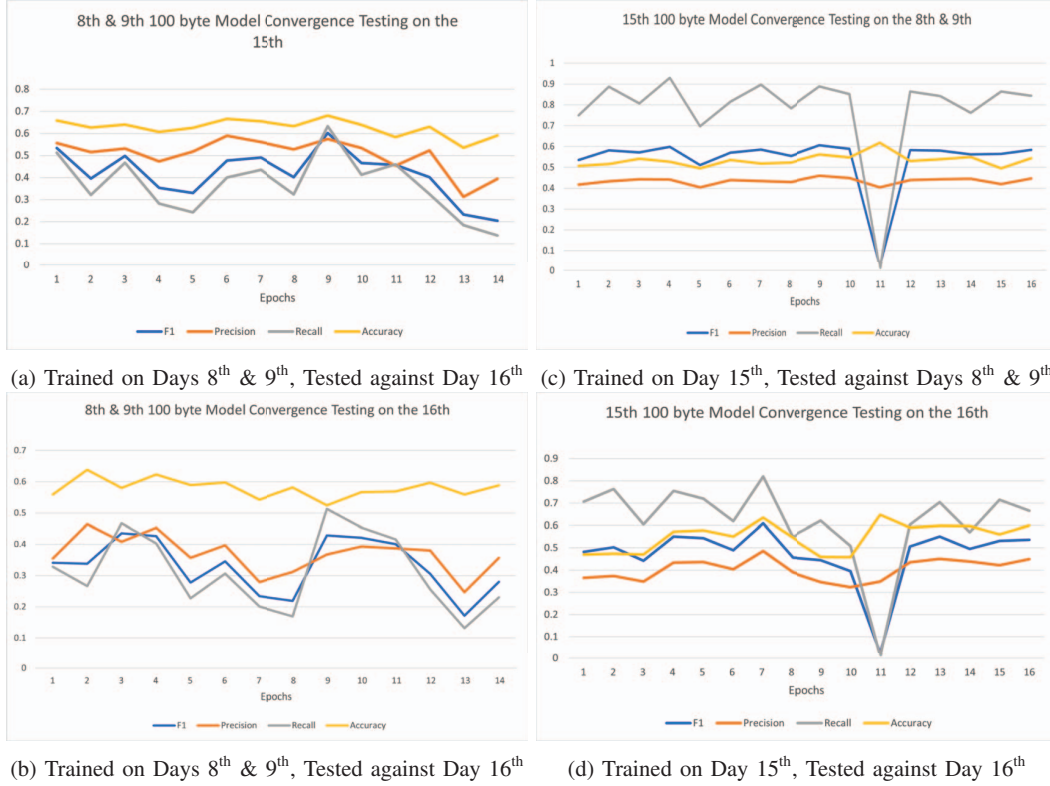 8th & 9th 100 byte Model Convergence Testing on the
15th
0.8
0.7
0.6
0.5
0.4
0.3
0.2
0.1
0
1 2 3 4 5 6 7 8 9 10 11 12 13 14
Epochs
F1 Precision Recall Accuracy
(a) Trained on Days 8th & 9th, Tested against Day 16th
8th & 9th 100 byte Model Convergence Testing on the 16th
0.7
0.6
0.5
0.4
0.3
0.2
0.1
0
1 2 3 4 5 6 7 8 9 10 11 12 13 14
Epochs
F1 Precision Recall Accuracy
(b) Trained on Days 8th & 9th, Tested against Day 16th
15th 100 byte Model Convergence Testing on the 8th & 9th
1
0.9
0.8
0.7
0.6
0.5
0.4
0.3
0.2
0.1
0
1 2 3 4 5 6 7 8 9 10 11 12 13 14 15 16
Epochs
F1 Precision Recall Accuracy
(c) Trained on Day 15th, Tested against Days 8th & 9th
15th 100 byte Model Convergence Testing on the 16th
0.9
0.8
0.7
0.6
0.5
0.4
0.3
0.2
0.1
0
1 2 3 4 5 6 7 8 9 10 11 12 13 14 15 16
Epochs
F1 Precision Recall Accuracy
(d) Trained on Day 15th, Tested against Day 16th